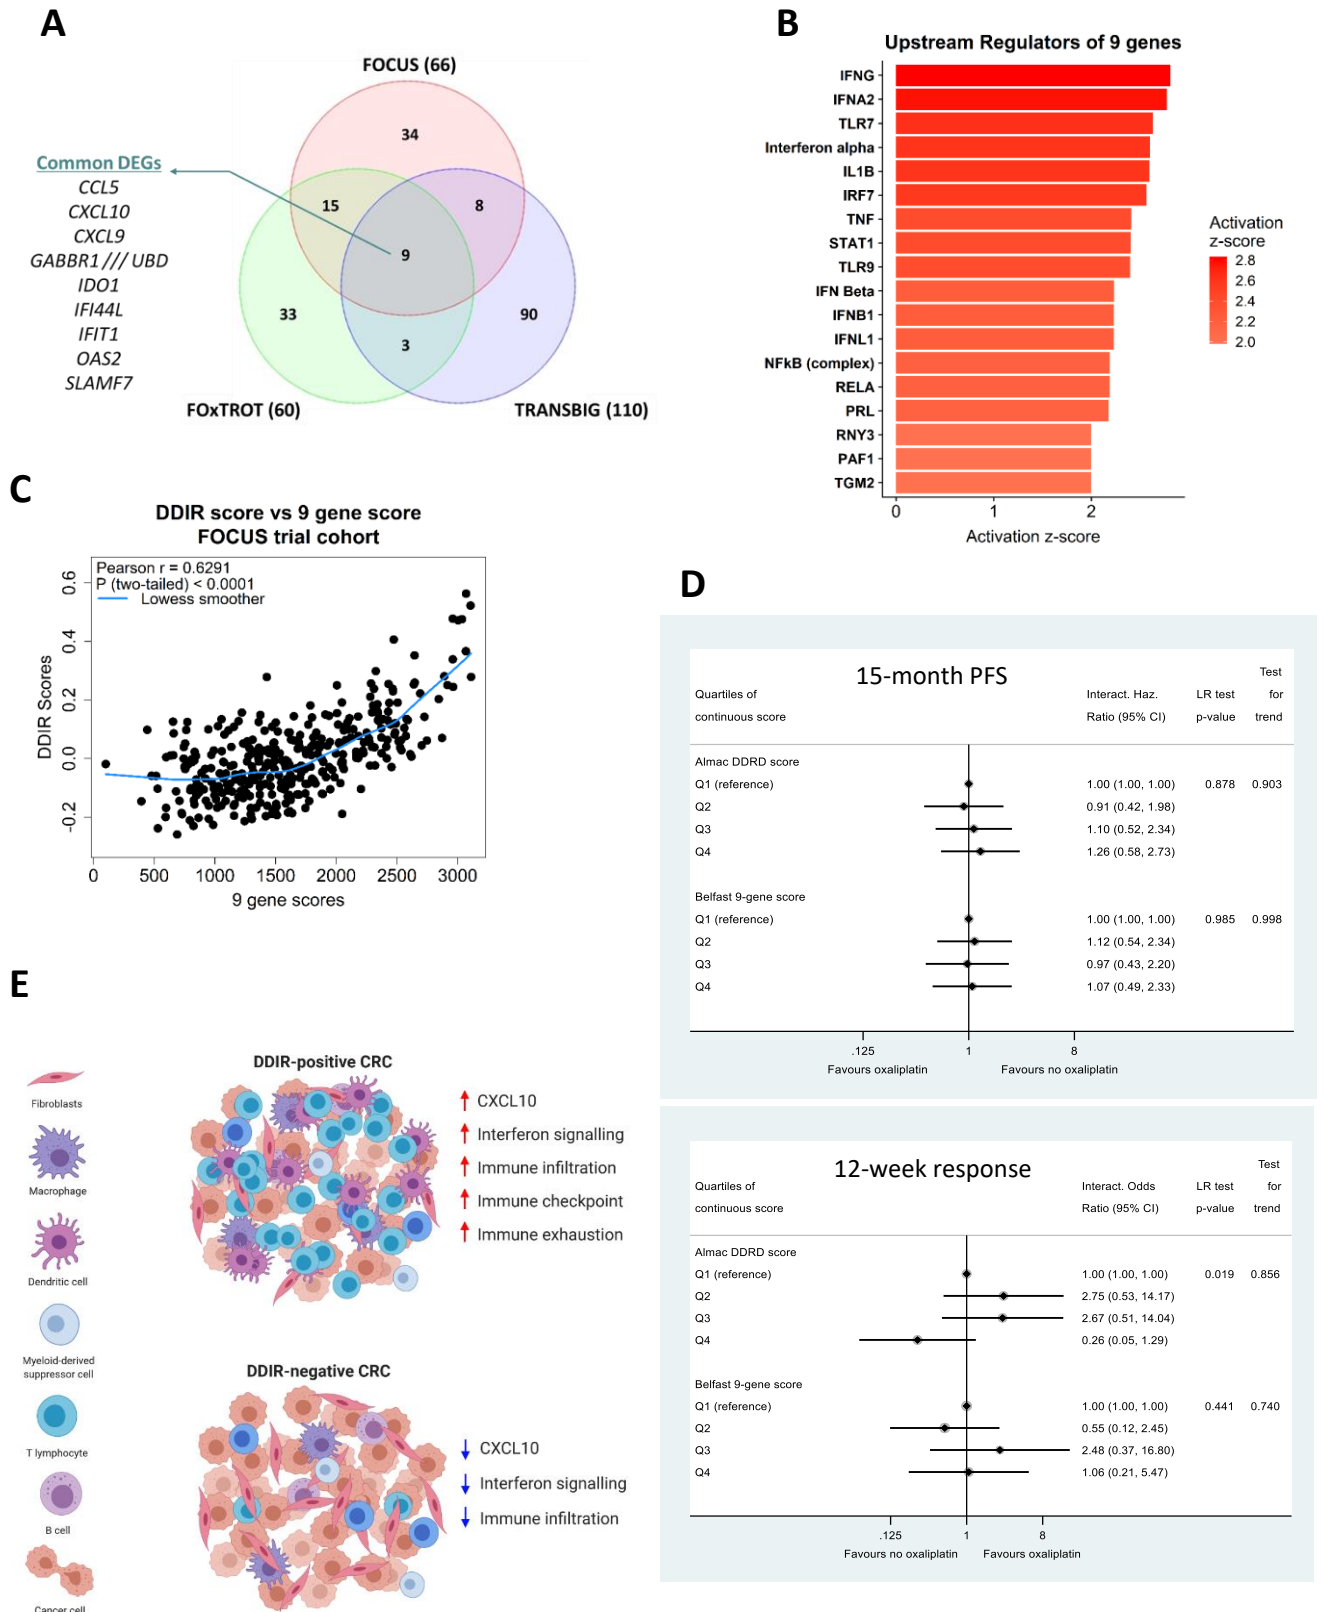 A
FOCUS (66)
34
15
8
9
33
90
3
FOxTROT (60)
TRANSBIG (110)
Common DEGs
CCL5
CXCL10
CXCL9
GABBR1 /// UBD
IDO1
IFI44L
IFIT1
OAS2
SLAMF7
B
Upstream Regulators of 9 genes
IFNG
IFNA2
TLR7
Interferon alpha
IL1B
IRF7
TNF
STAT1
TLR9
IFN Beta
IFNB1
IFNL1
NFkB (complex)
RELA
PRL
RNY3
PAF1
TGM2
0 1 2
Activation z-score
Activation
z-score
2.8
2.6
2.4
2.2
2.0
C
DDIR score vs 9 gene score
FOCUS trial cohort
Pearson r = 0.6291
P (two-tailed) < 0.0001
Lowess smoother
DDIR Scores
0.6
0.4
0.2
0.0
-0.2
0 500 1000 1500 2000 2500 3000
9 gene scores
D
15-month PFS
Quartiles of
continuous score
Interact. Haz.
Ratio (95% CI)
LR test
p-value
Test
for
trend
Almac DDRD score
Q1 (reference) 1.00 (1.00, 1.00) 0.878 0.903
Q2 0.91 (0.42, 1.98)
Q3 1.10 (0.52, 2.34)
Q4 1.26 (0.58, 2.73)
Belfast 9-gene score
Q1 (reference) 1.00 (1.00, 1.00) 0.985 0.998
Q2 1.12 (0.54, 2.34)
Q3 0.97 (0.43, 2.20)
Q4 1.07 (0.49, 2.33)
.125 1 8
Favours oxaliplatin Favours no oxaliplatin
12-week response
Quartiles of
continuous score
Interact. Odds
Ratio (95% CI)
LR test
p-value
Test
for
trend
Almac DDRD score
Q1 (reference) 1.00 (1.00, 1.00) 0.019 0.856
Q2 2.75 (0.53, 14.17)
Q3 2.67 (0.51, 14.04)
Q4 0.26 (0.05, 1.29)
Belfast 9-gene score
Q1 (reference) 1.00 (1.00, 1.00) 0.441 0.740
Q2 0.55 (0.12, 2.45)
Q3 2.48 (0.37, 16.80)
Q4 1.06 (0.21, 5.47)
.125 1 8
Favours no oxaliplatin Favours oxaliplatin
E
Fibroblasts
Macrophage
Dendritic cell
Myeloid-derived
suppressor cell
T lymphocyte
B cell
Cancer cell
DDIR-positive CRC
CXCL10
Interferon signalling
Immune infiltration
Immune checkpoint
Immune exhaustion
DDIR-negative CRC
CXCL10
Interferon signalling
Immune infiltration